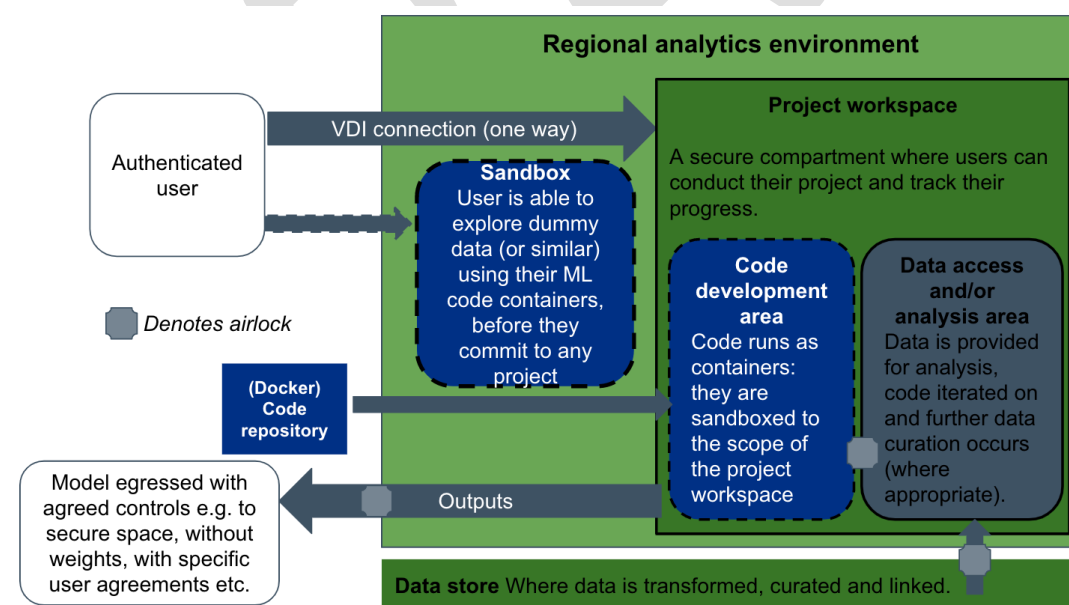 Regional analytics environment
Authenticated
user
VDI connection (one way)
Project workspace
A secure compartment where users can
conduct their project and track their
progress.
Sandbox
User is able to
explore dummy
data (or similar)
using their ML
code containers,
before they
commit to any
project
Code
development
area
Code runs as
containers:
they are
sandboxed to
the scope of
the project
workspace
Data access
and/or
analysis area
Data is provided
for analysis,
code iterated on
and further data
curation occurs
(where
appropriate).
Denotes airlock
(Docker)
Code
repository
Outputs
Model egressed with
agreed controls e.g. to
secure space, without
weights, with specific
user agreements etc.
Data store Where data is transformed, curated and linked.